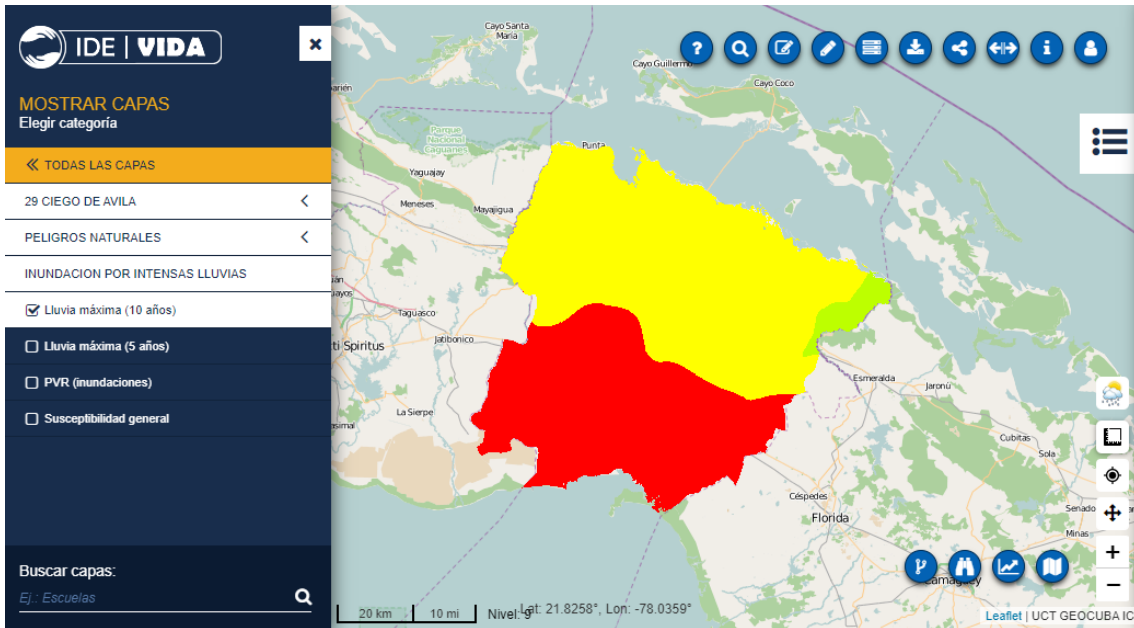 IDE | VIDA
MOSTRAR CAPAS
Elegir categoría
TODAS LAS CAPAS
29 CIEGO DE AVILA
PELIGROS NATURALES
INUNDACION POR INTENSAS LLUVIAS
Lluvia máxima (10 años)
Lluvia máxima (5 años)
PVR (inundaciones)
Susceptibilidad general
Buscar capas:
Ej.: Escuelas
Cayo Santa
María
Cayo Guillermo
Cayo Coco
Parque
Nacional
Caguanes
Punta
Yaguajay
Meneses
Mayajigua
Taguasco
Jatibonico
ti Spiritus
La Sierpe
Esmeralda
Jaronú
Cubitas
Sola
Céspedes
Florida
Senado
Minas
Camagüey
20 km
10 mi
Nivel: 9
Lat: 21.8258°, Lon: -78.0359°
Leaflet | UCT GEOCUBA IC